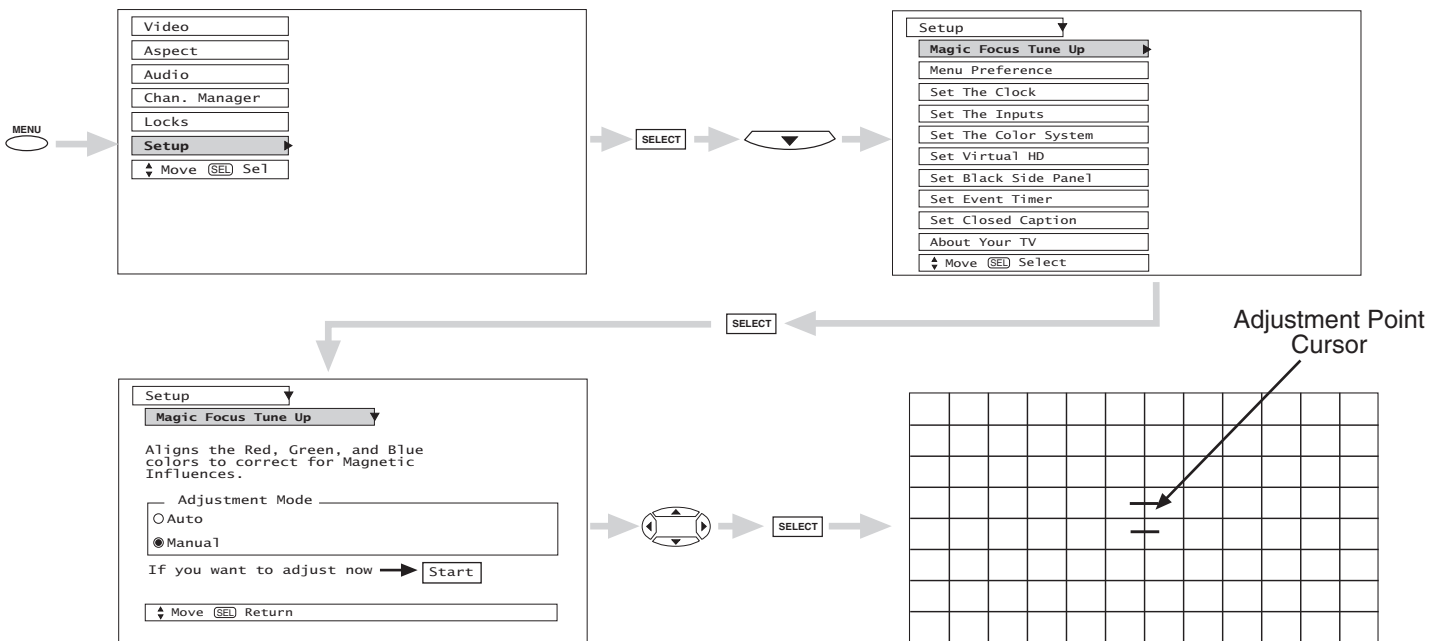 MENU
Video
Aspect
Audio
Chan. Manager
Locks
Setup
Move SEL Sel
SELECT
Setup
Magic Focus Tune Up
Menu Preference
Set The Clock
Set The Inputs
Set The Color System
Set Virtual HD
Set Black Side Panel
Set Event Timer
Set Closed Caption
About Your TV
Move SEL Select
SELECT
Setup
Magic Focus Tune Up
Aligns the Red, Green, and Blue
colors to correct for Magnetic
Influences.
Adjustment Mode
Auto
Manual
If you want to adjust now Start
Move SEL Return
SELECT
Adjustment Point
Cursor